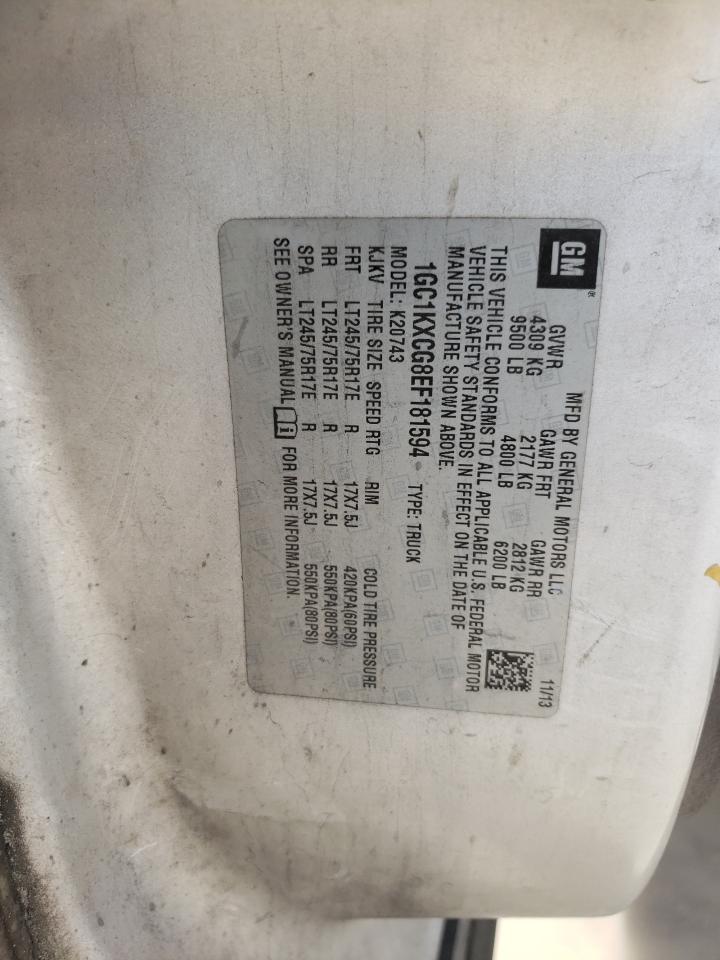 GM®
MFD BY GENERAL MOTORS LLC 11/13
GVWR GAWR FRT GAWR RR
4309 KG 2177 KG 2812 KG
9500 LB 4800 LB 6200 LB
THIS VEHICLE CONFORMS TO ALL APPLICABLE U.S. FEDERAL MOTOR
VEHICLE SAFETY STANDARDS IN EFFECT ON THE DATE OF
MANUFACTURE SHOWN ABOVE.
1GC1KXCG8EF181594 TYPE: TRUCK
MODEL: K20743
KJKV TIRE SIZE SPEED RTG RIM COLD TIRE PRESSURE
FRT LT245/75R17E R 17X7.5J 420KPA(60PSI)
RR LT245/75R17E R 17X7.5J 550KPA(80PSI)
SPA LT245/75R17E R 17X7.5J 550KPA(80PSI)
SEE OWNER'S MANUAL i FOR MORE INFORMATION.